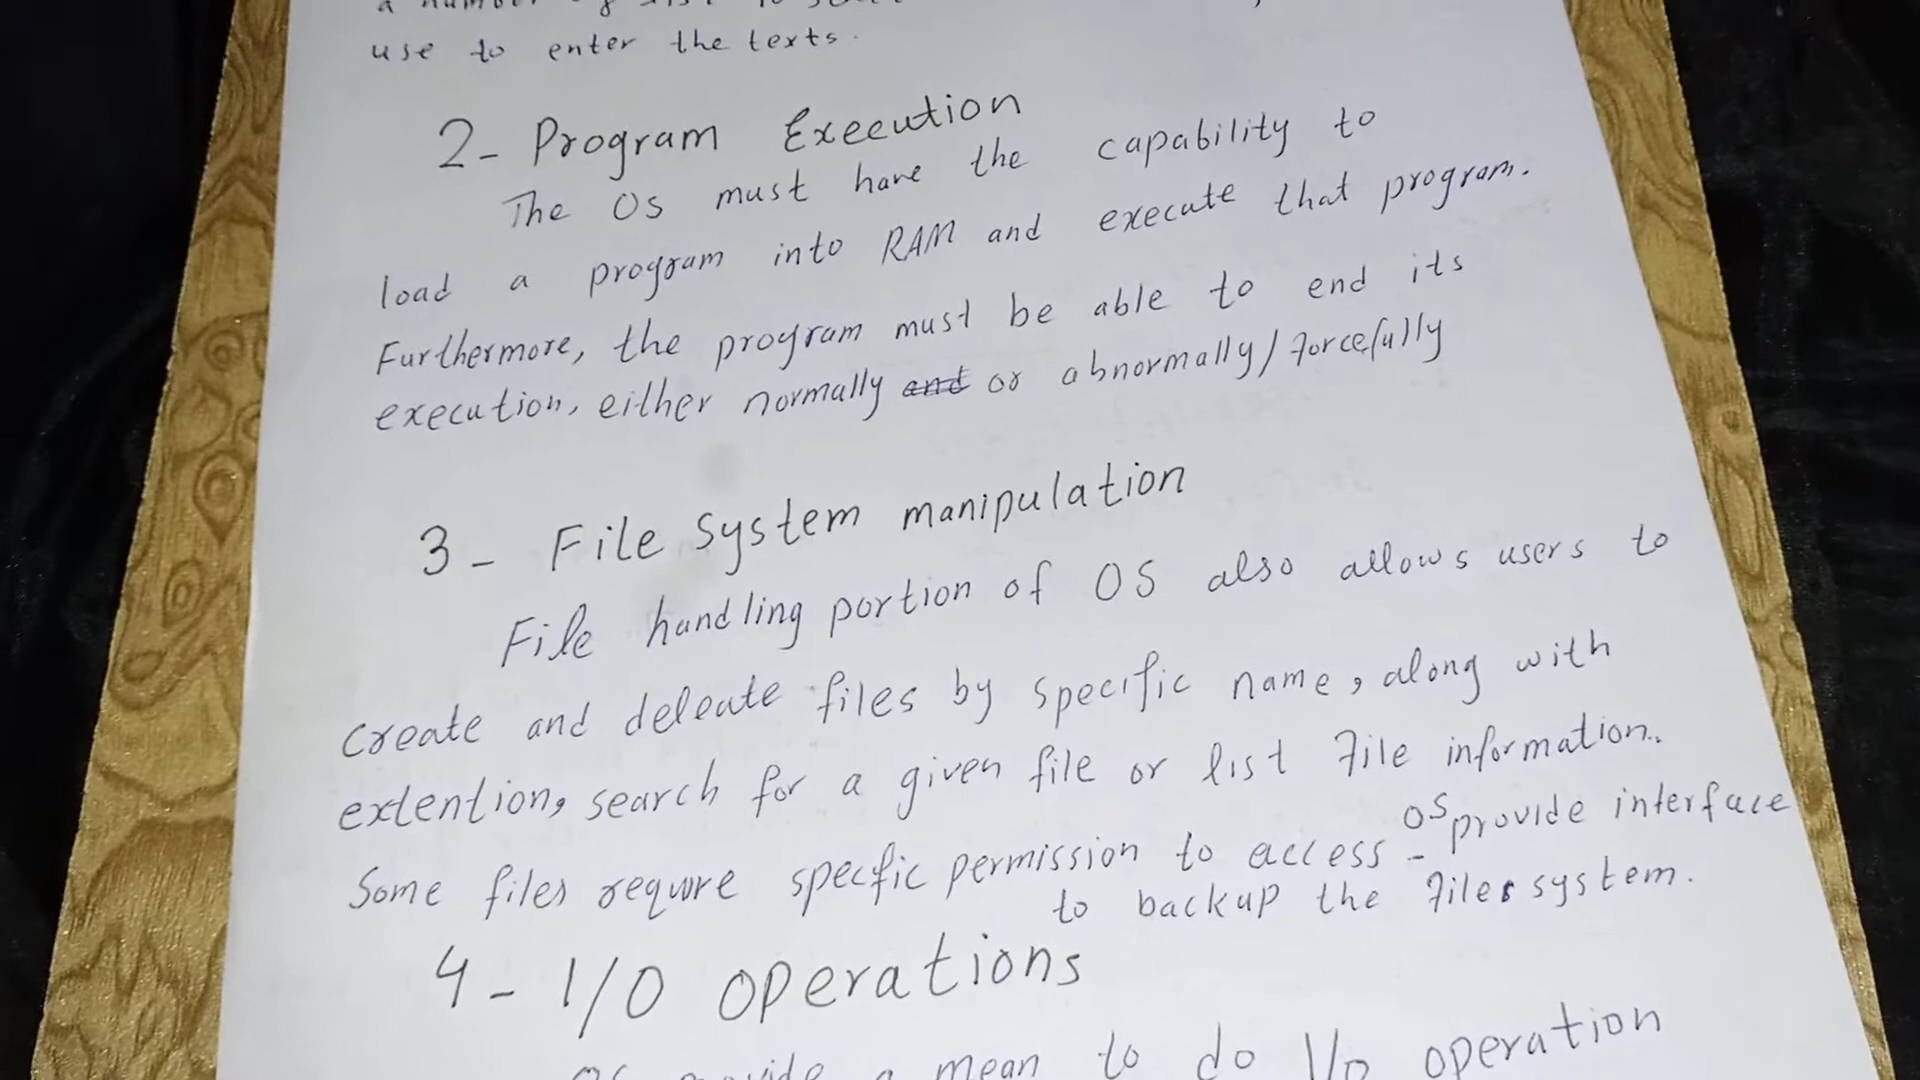 use to enter the texts.
2- Program Execution
The OS must have the capability to
load a program into RAM and execute that program.
Furthermore, the program must be able to end its
execution, either normally and or abnormally/forcefully
3- File System manipulation
File handling portion of OS also allows users to
create and deleate files by specific name, along with
extention, search for a given file or list file information.
Some files requre specfic permission to access - OS provide interface
to backup the files system.
4- I/O operations
a mean to do I/O operation